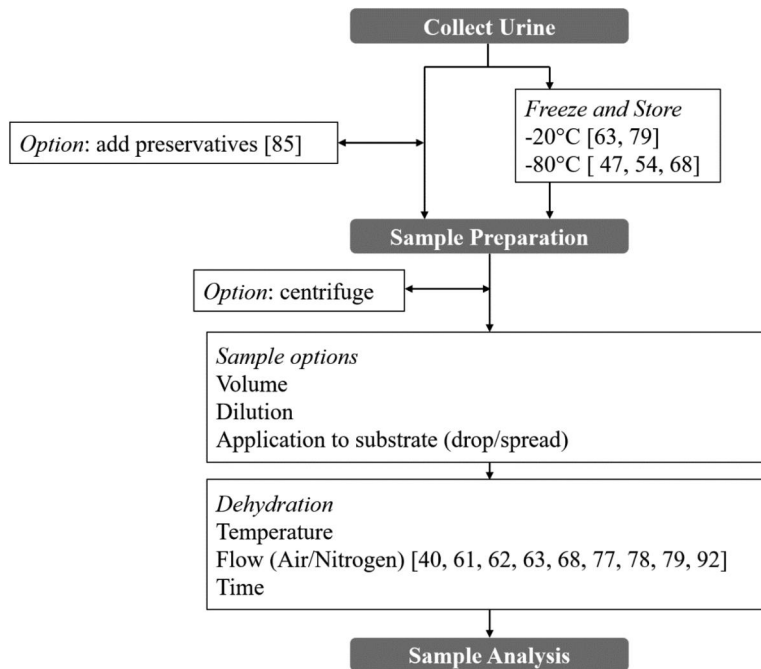 Collect Urine
Option: add preservatives [85]
Freeze and Store
-20°C [63, 79]
-80°C [ 47, 54, 68]
Sample Preparation
Option: centrifuge
Sample options
Volume
Dilution
Application to substrate (drop/spread)
Dehydration
Temperature
Flow (Air/Nitrogen) [40, 61, 62, 63, 68, 77, 78, 79, 92]
Time
Sample Analysis